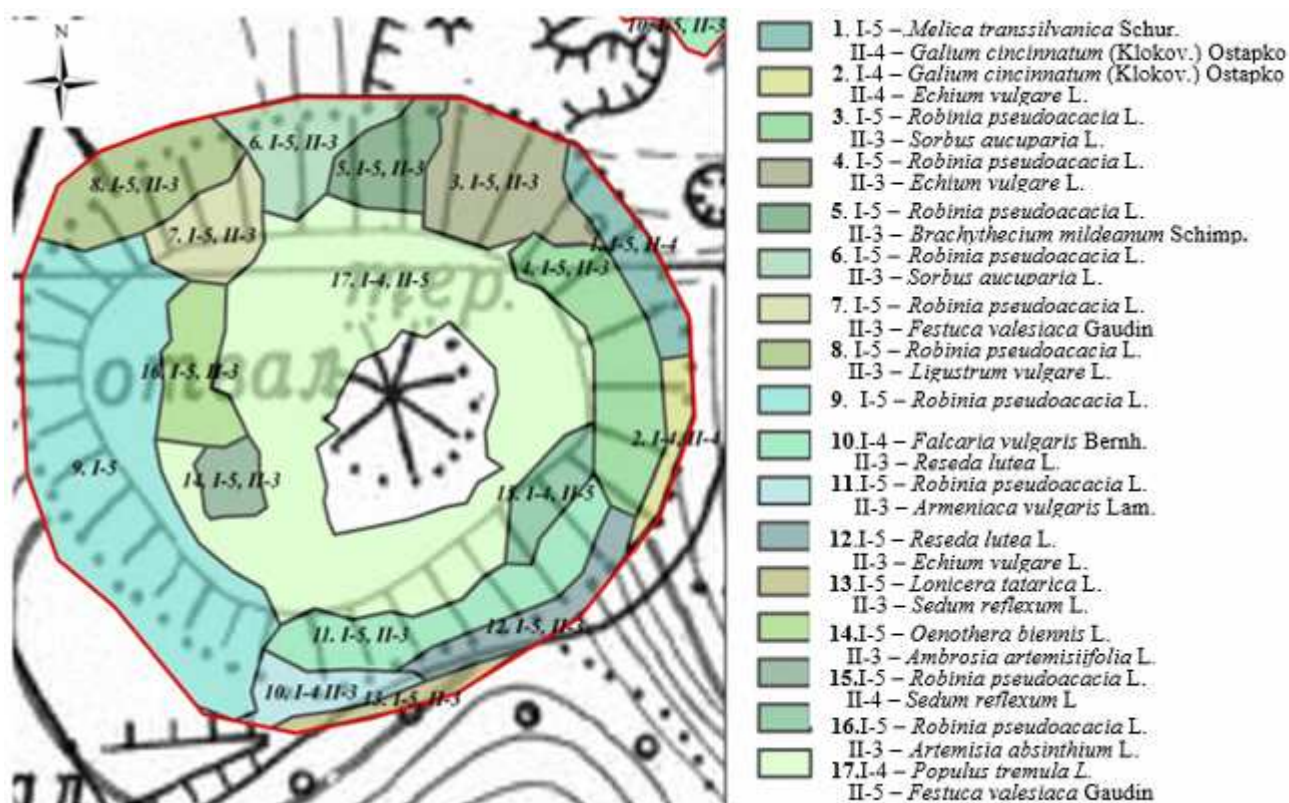 N
10. I-5, II-3
6. I-5, II-3
5. I-5, II-3
3. I-5, II-3
8. I-5, II-3
7. I-5, II-3
1. I-5, II-4
4. I-5, II-3
17. I-4, II-5
тер.
отвал
16. I-5, II-3
2. I-4, II-4
9. I-5
14. I-5, II-3
15. I-4, II-5
11. I-5, II-3
12. I-5, II-3
10. I-4 II-3
13. I-5, II-3
1. I-5 – Melica transsilvanica Schur.
II-4 – Galium cincinnatum (Klokov.) Ostapko
2. I-4 – Galium cincinnatum (Klokov.) Ostapko
II-4 – Echium vulgare L.
3. I-5 – Robinia pseudoacacia L.
II-3 – Sorbus aucuparia L.
4. I-5 – Robinia pseudoacacia L.
II-3 – Echium vulgare L.
5. I-5 – Robinia pseudoacacia L.
II-3 – Brachythecium mildeanum Schimp.
6. I-5 – Robinia pseudoacacia L.
II-3 – Sorbus aucuparia L.
7. I-5 – Robinia pseudoacacia L.
II-3 – Festuca valesiaca Gaudin
8. I-5 – Robinia pseudoacacia L.
II-3 – Ligustrum vulgare L.
9. I-5 – Robinia pseudoacacia L.
10. I-4 – Falcaria vulgaris Bernh.
II-3 – Reseda lutea L.
11. I-5 – Robinia pseudoacacia L.
II-3 – Armeniaca vulgaris Lam.
12. I-5 – Reseda lutea L.
II-3 – Echium vulgare L.
13. I-5 – Lonicera tatarica L.
II-3 – Sedum reflexum L.
14. I-5 – Oenothera biennis L.
II-3 – Ambrosia artemisiifolia L.
15. I-5 – Robinia pseudoacacia L.
II-4 – Sedum reflexum L
16. I-5 – Robinia pseudoacacia L.
II-3 – Artemisia absinthium L.
17. I-4 – Populus tremula L.
II-5 – Festuca valesiaca Gaudin